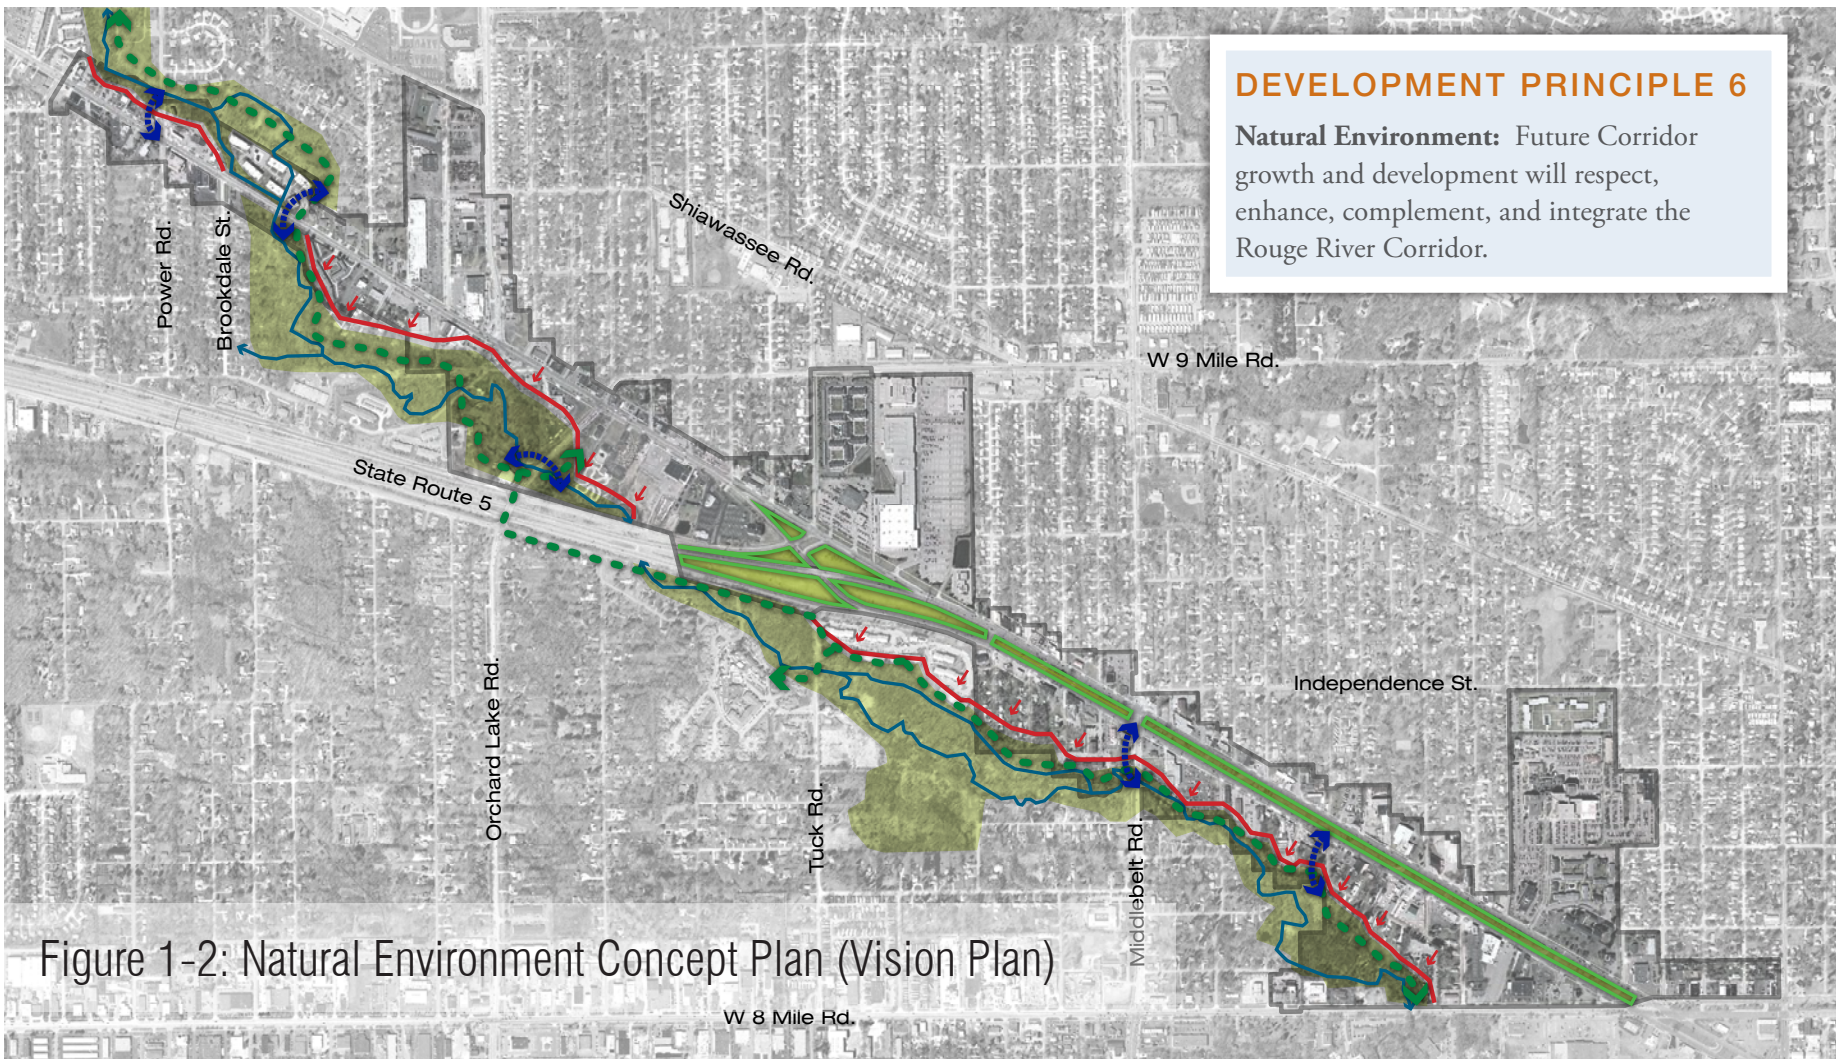 DEVELOPMENT PRINCIPLE 6
Natural Environment: Future Corridor
growth and development will respect,
enhance, complement, and integrate the
Rouge River Corridor.
Shiawassee Rd.
Power Rd.
Brookdale St.
W 9 Mile Rd.
State Route 5
Independence St.
Orchard Lake Rd.
Tuck Rd.
Middlebelt Rd.
Figure 1-2: Natural Environment Concept Plan (Vision Plan)
W 8 Mile Rd.